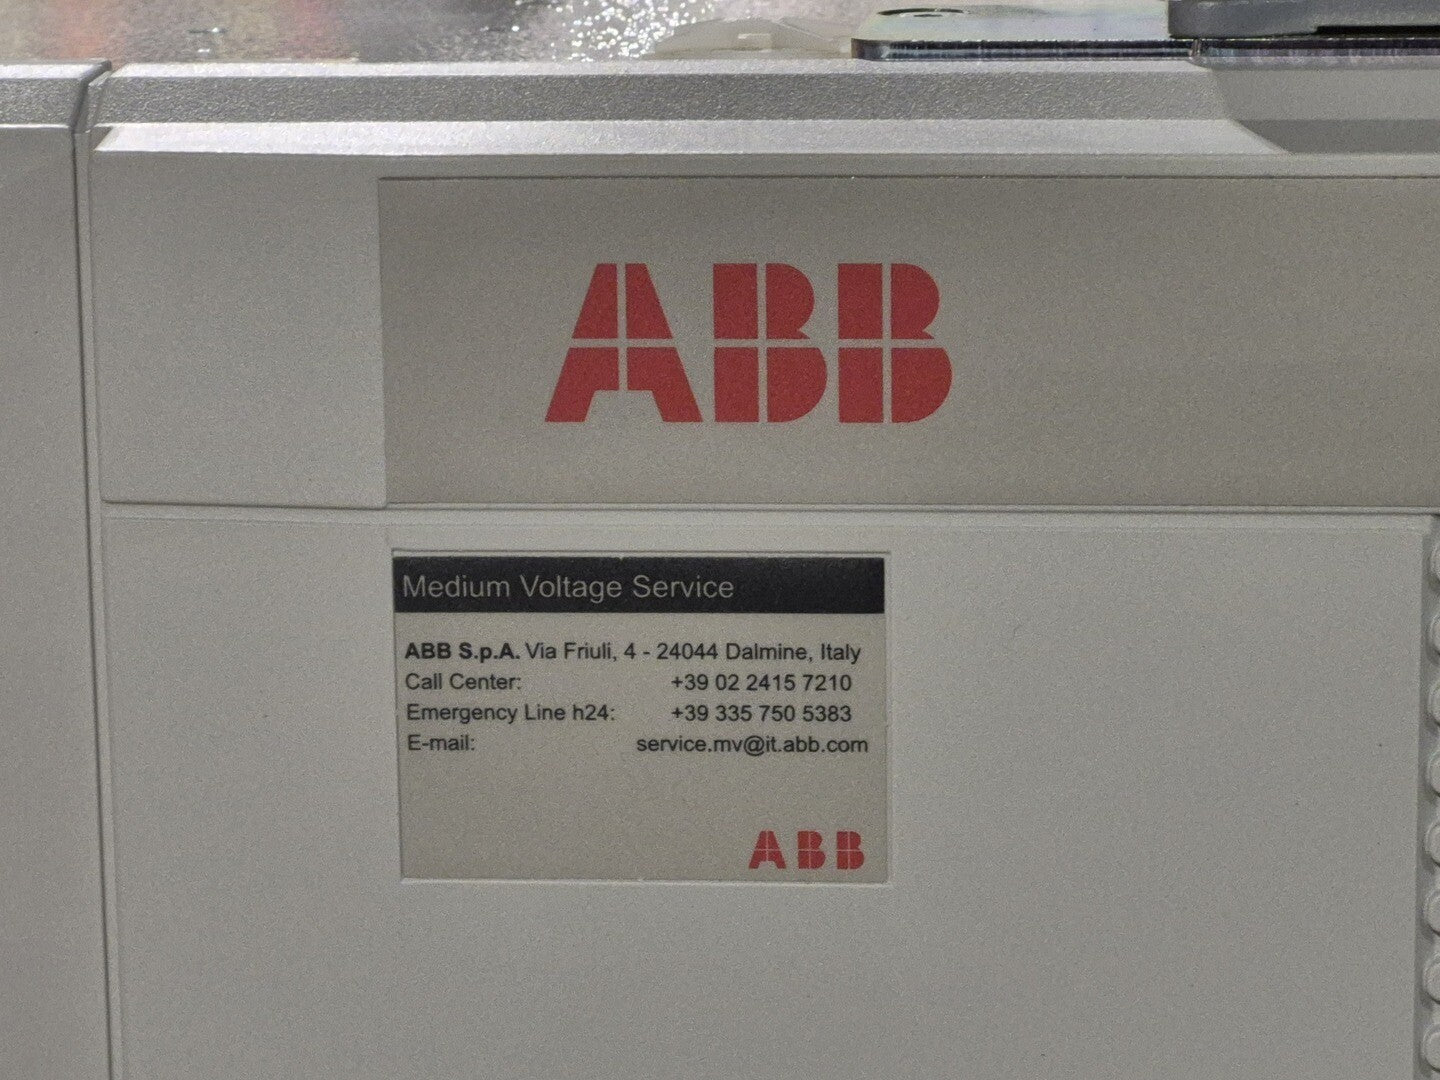 ABB
Medium Voltage Service
ABB S.p.A. Via Friuli, 4 - 24044 Dalmine, Italy
Call Center: +39 02 2415 7210
Emergency Line h24: +39 335 750 5383
E-mail: service.mv@it.abb.com
ABB